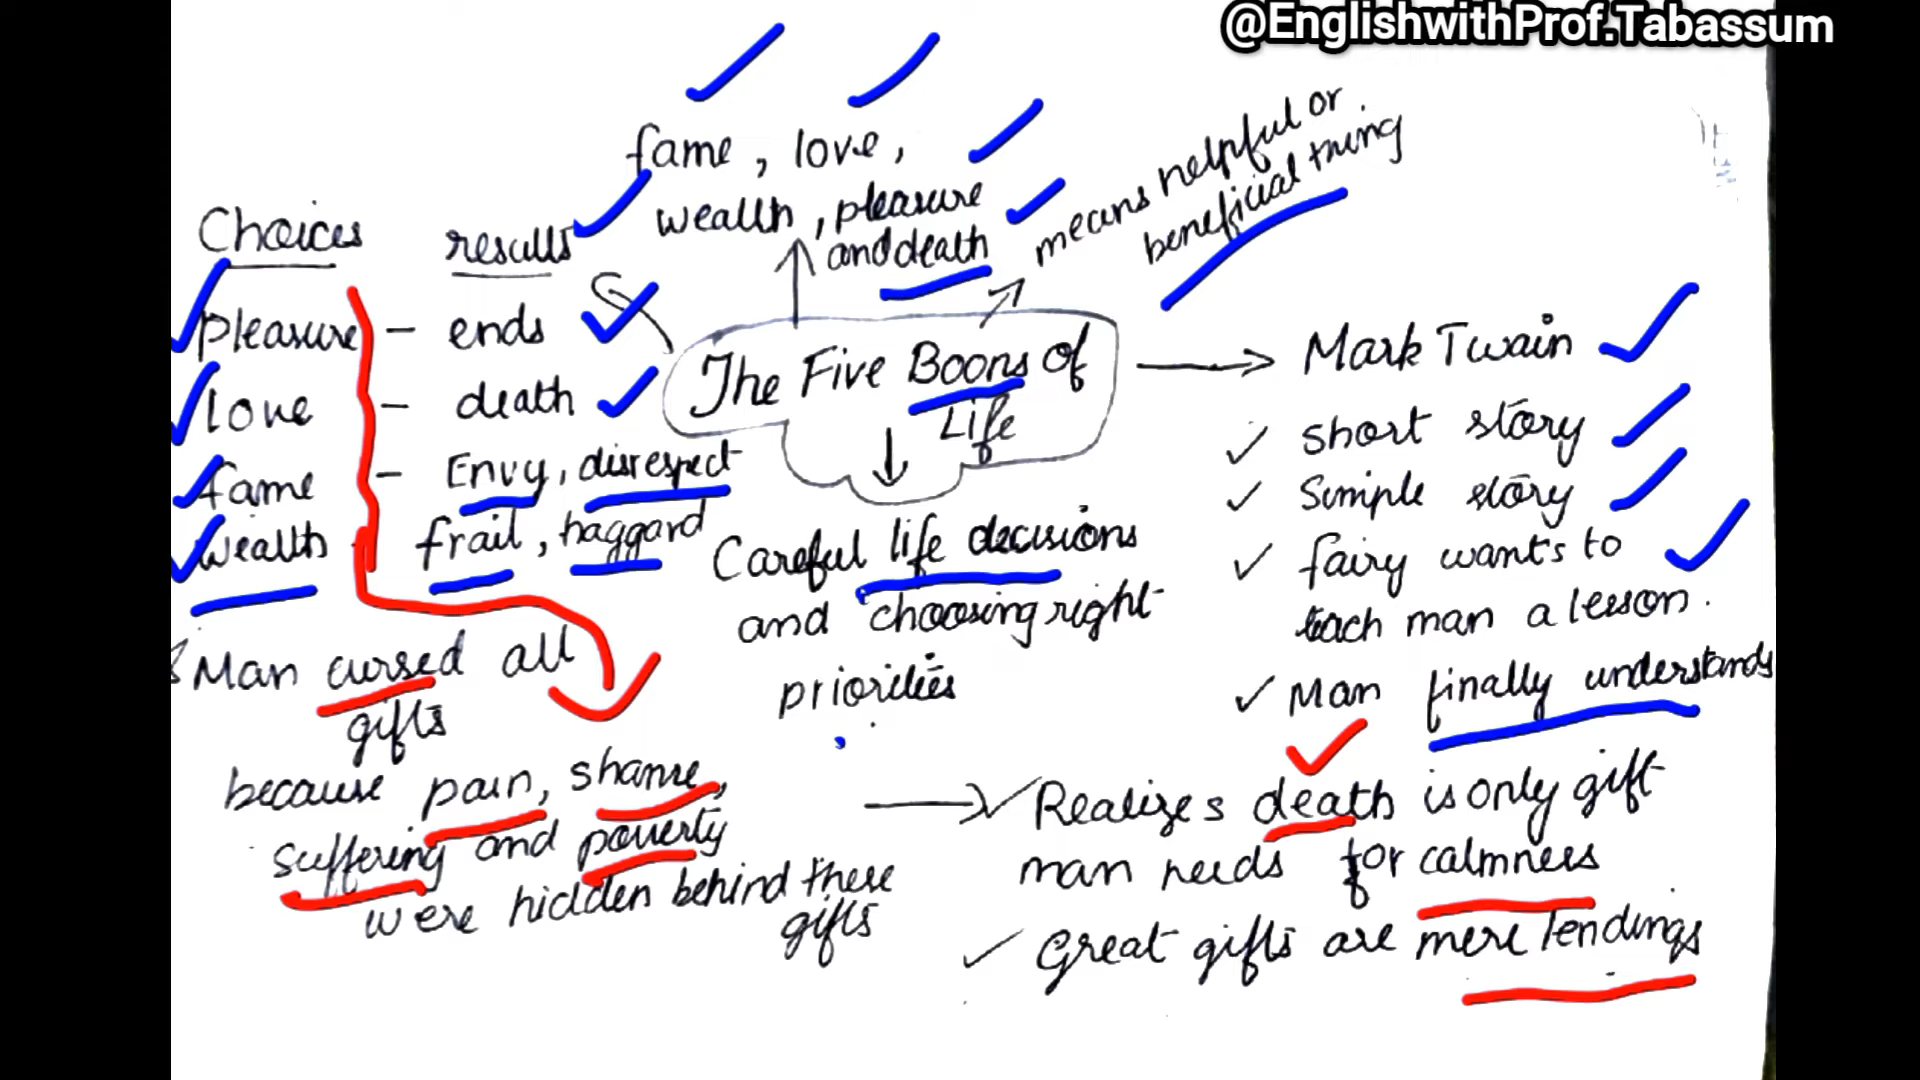 @EnglishwithProf.Tabassum
fame, love,
wealth, pleasure
and death
means helpful or
beneficial thing
Choices results
pleasure - ends
love - death
fame - Envy, disrespect
wealth - frail, haggard
Man cursed all
gifts
because pain, shame,
suffering and poverty
were hidden behind these
gifts
The Five Boons of
Life
Careful life decisions
and choosing right
priorities
Mark Twain
✓ short story
✓ Simple story
✓ fairy wants to
teach man a lesson.
✓ Man finally understands
✓ Realizes death is only gift
man needs for calmness
✓ Great gifts are mere lendings